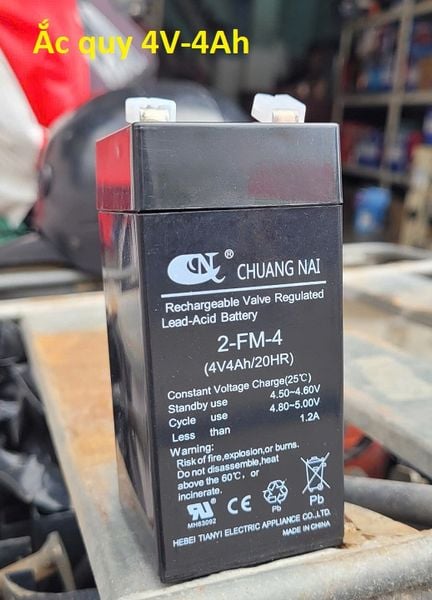 Ắc quy 4V-4Ah
CN ® CHUANG NAI
Rechargeable Valve Regulated
Lead-Acid Battery
2-FM-4
(4V4Ah/20HR)
Constant Voltage Charge(25℃)
Standby use 4.50-4.60V
Cycle use 4.80-5.00V
Less than 1.2A
Warning:
Risk of fire,explosion,or burns.
Do not disassemble,heat
above the 60℃, or
incinerate.
MH63092
CE
Pb
Pb
HEBEI TIANYI ELECTRIC APPLIANCE CO.,LTD.
MADE IN CHINA